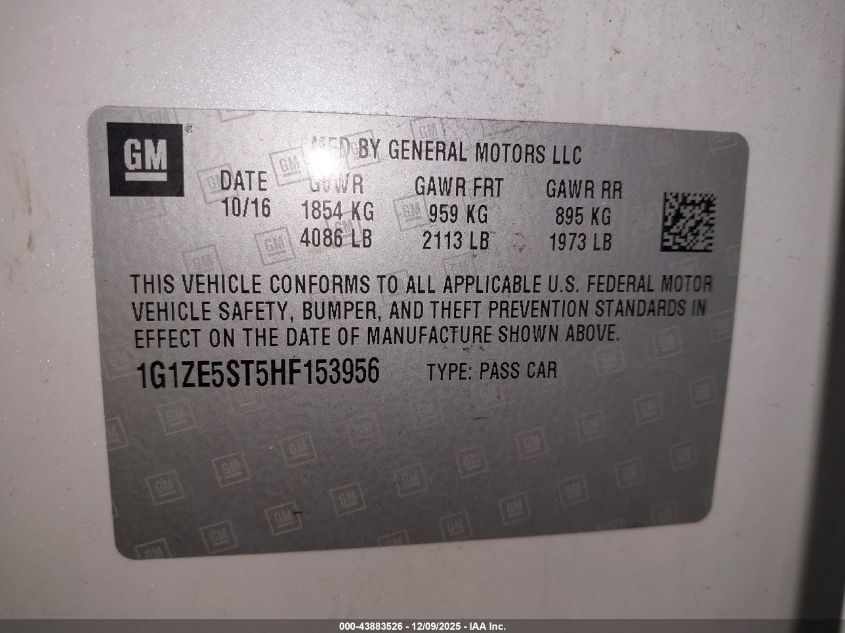 GM
MFD BY GENERAL MOTORS LLC
DATE GVWR GAWR FRT GAWR RR
10/16 1854 KG 959 KG 895 KG
4086 LB 2113 LB 1973 LB
THIS VEHICLE CONFORMS TO ALL APPLICABLE U.S. FEDERAL MOTOR
VEHICLE SAFETY, BUMPER, AND THEFT PREVENTION STANDARDS IN
EFFECT ON THE DATE OF MANUFACTURE SHOWN ABOVE.
1G1ZE5ST5HF153956 TYPE: PASS CAR
000-43883526 - 12/09/2025 - IAA Inc.